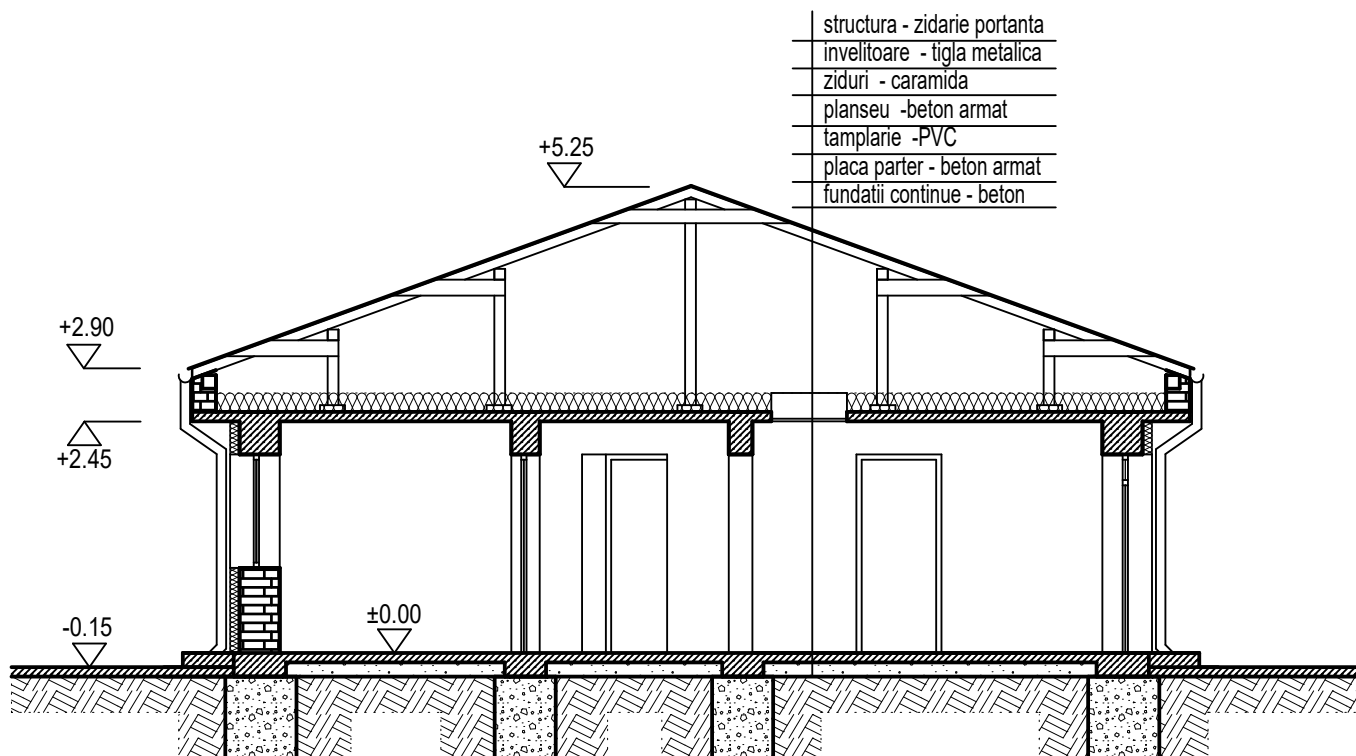 structura - zidarie portanta
invelitoare - tigla metalica
ziduri - caramida
planseu -beton armat
tamplarie -PVC
placa parter - beton armat
fundatii continue - beton
+5.25
+2.90
+2.45
±0.00
-0.15